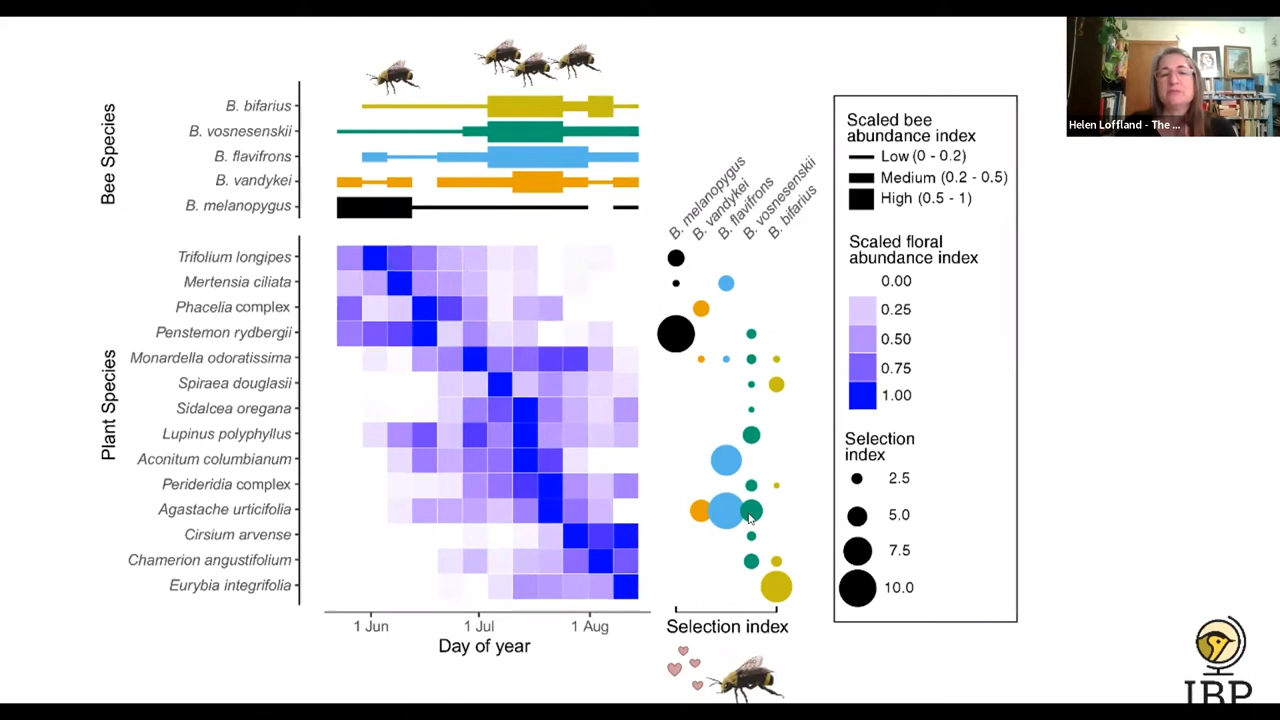 Helen Loffland - The ...
Bee Species
B. bifarius
B. vosnesenskii
B. flavifrons
B. vandykei
B. melanopygus
B. melanopygus
B. vandykei
B. flavifrons
B. vosnesenskii
B. bifarius
Plant Species
Trifolium longipes
Mertensia ciliata
Phacelia complex
Penstemon rydbergii
Monardella odoratissima
Spiraea douglasii
Sidalcea oregana
Lupinus polyphyllus
Aconitum columbianum
Perideridia complex
Agastache urticifolia
Cirsium arvense
Chamerion angustifolium
Eurybia integrifolia
1 Jun
1 Jul
1 Aug
Day of year
Selection index
Scaled bee
abundance index
Low (0 - 0.2)
Medium (0.2 - 0.5)
High (0.5 - 1)
Scaled floral
abundance index
0.00
0.25
0.50
0.75
1.00
Selection
index
2.5
5.0
7.5
10.0
IBP